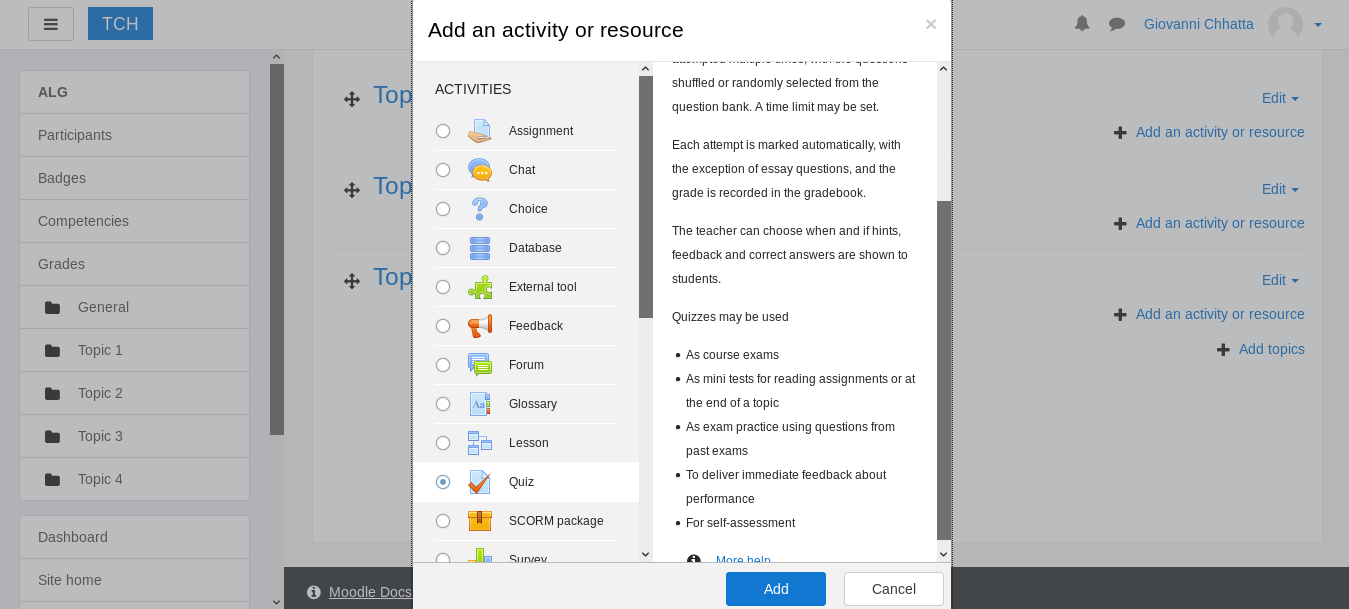 TCH
Giovanni Chhatta
ALG
Participants
Badges
Competencies
Grades
General
Topic 1
Topic 2
Topic 3
Topic 4
Dashboard
Site home
Add an activity or resource
×
ACTIVITIES
Assignment
Chat
Choice
Database
External tool
Feedback
Forum
Glossary
Lesson
Quiz
SCORM package
Survey
attempted multiple times, with the questions
shuffled or randomly selected from the
question bank. A time limit may be set.
Each attempt is marked automatically, with
the exception of essay questions, and the
grade is recorded in the gradebook.
The teacher can choose when and if hints,
feedback and correct answers are shown to
students.
Quizzes may be used
• As course exams
• As mini tests for reading assignments or at
the end of a topic
• As exam practice using questions from
past exams
• To deliver immediate feedback about
performance
• For self-assessment
More help
Add
Cancel
Top
Edit
Add an activity or resource
Top
Edit
Add an activity or resource
Top
Edit
Add an activity or resource
Add topics
Moodle Docs